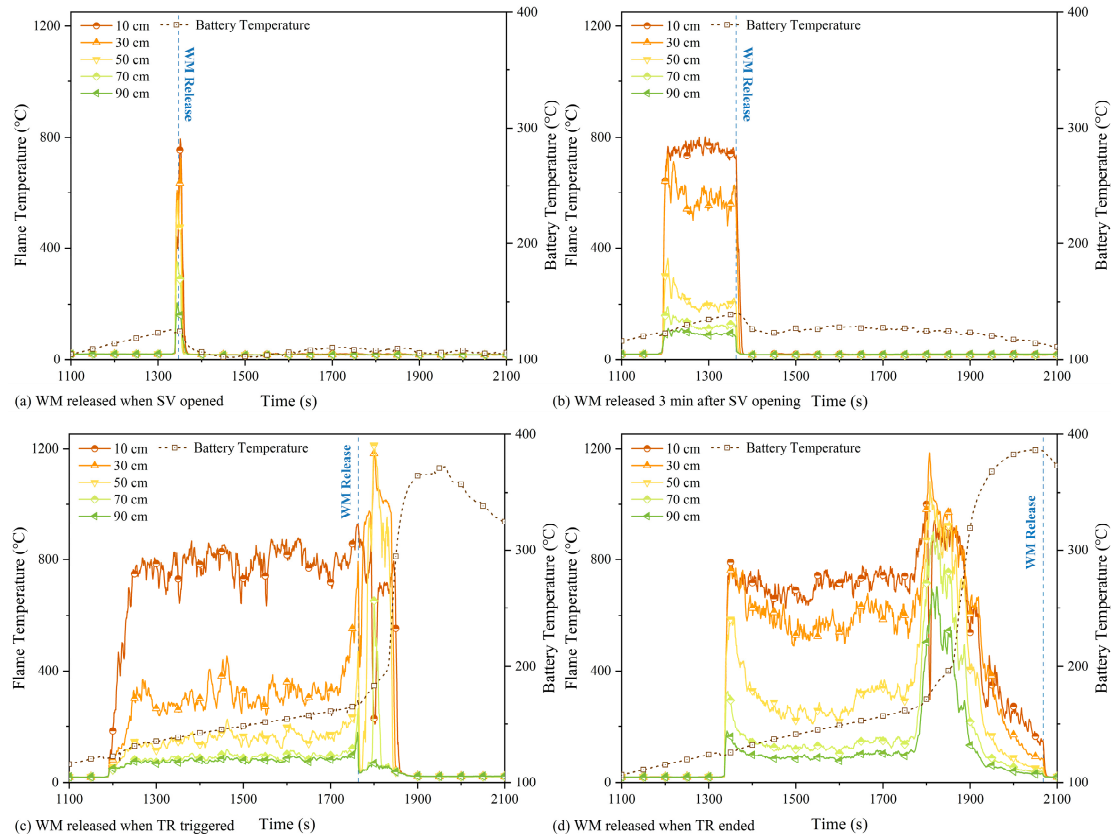 1200
800
400
0
Flame Temperature (°C)
10 cm
30 cm
50 cm
70 cm
90 cm
Battery Temperature
WM Release
400
300
200
100
Battery Temperature (°C)
1100 1300 1500 1700 1900 2100
(a) WM released when SV opened Time (s)
1200
800
400
0
Flame Temperature (°C)
10 cm
30 cm
50 cm
70 cm
90 cm
Battery Temperature
WM Release
400
300
200
100
Battery Temperature (°C)
1100 1300 1500 1700 1900 2100
(b) WM released 3 min after SV opening Time (s)
1200
800
400
0
Flame Temperature (°C)
10 cm
30 cm
50 cm
70 cm
90 cm
Battery Temperature
WM Release
400
300
200
100
Battery Temperature (°C)
1100 1300 1500 1700 1900 2100
(c) WM released when TR triggered Time (s)
1200
800
400
0
Flame Temperature (°C)
10 cm
30 cm
50 cm
70 cm
90 cm
Battery Temperature
WM Release
400
300
200
100
Battery Temperature (°C)
1100 1300 1500 1700 1900 2100
(d) WM released when TR ended Time (s)